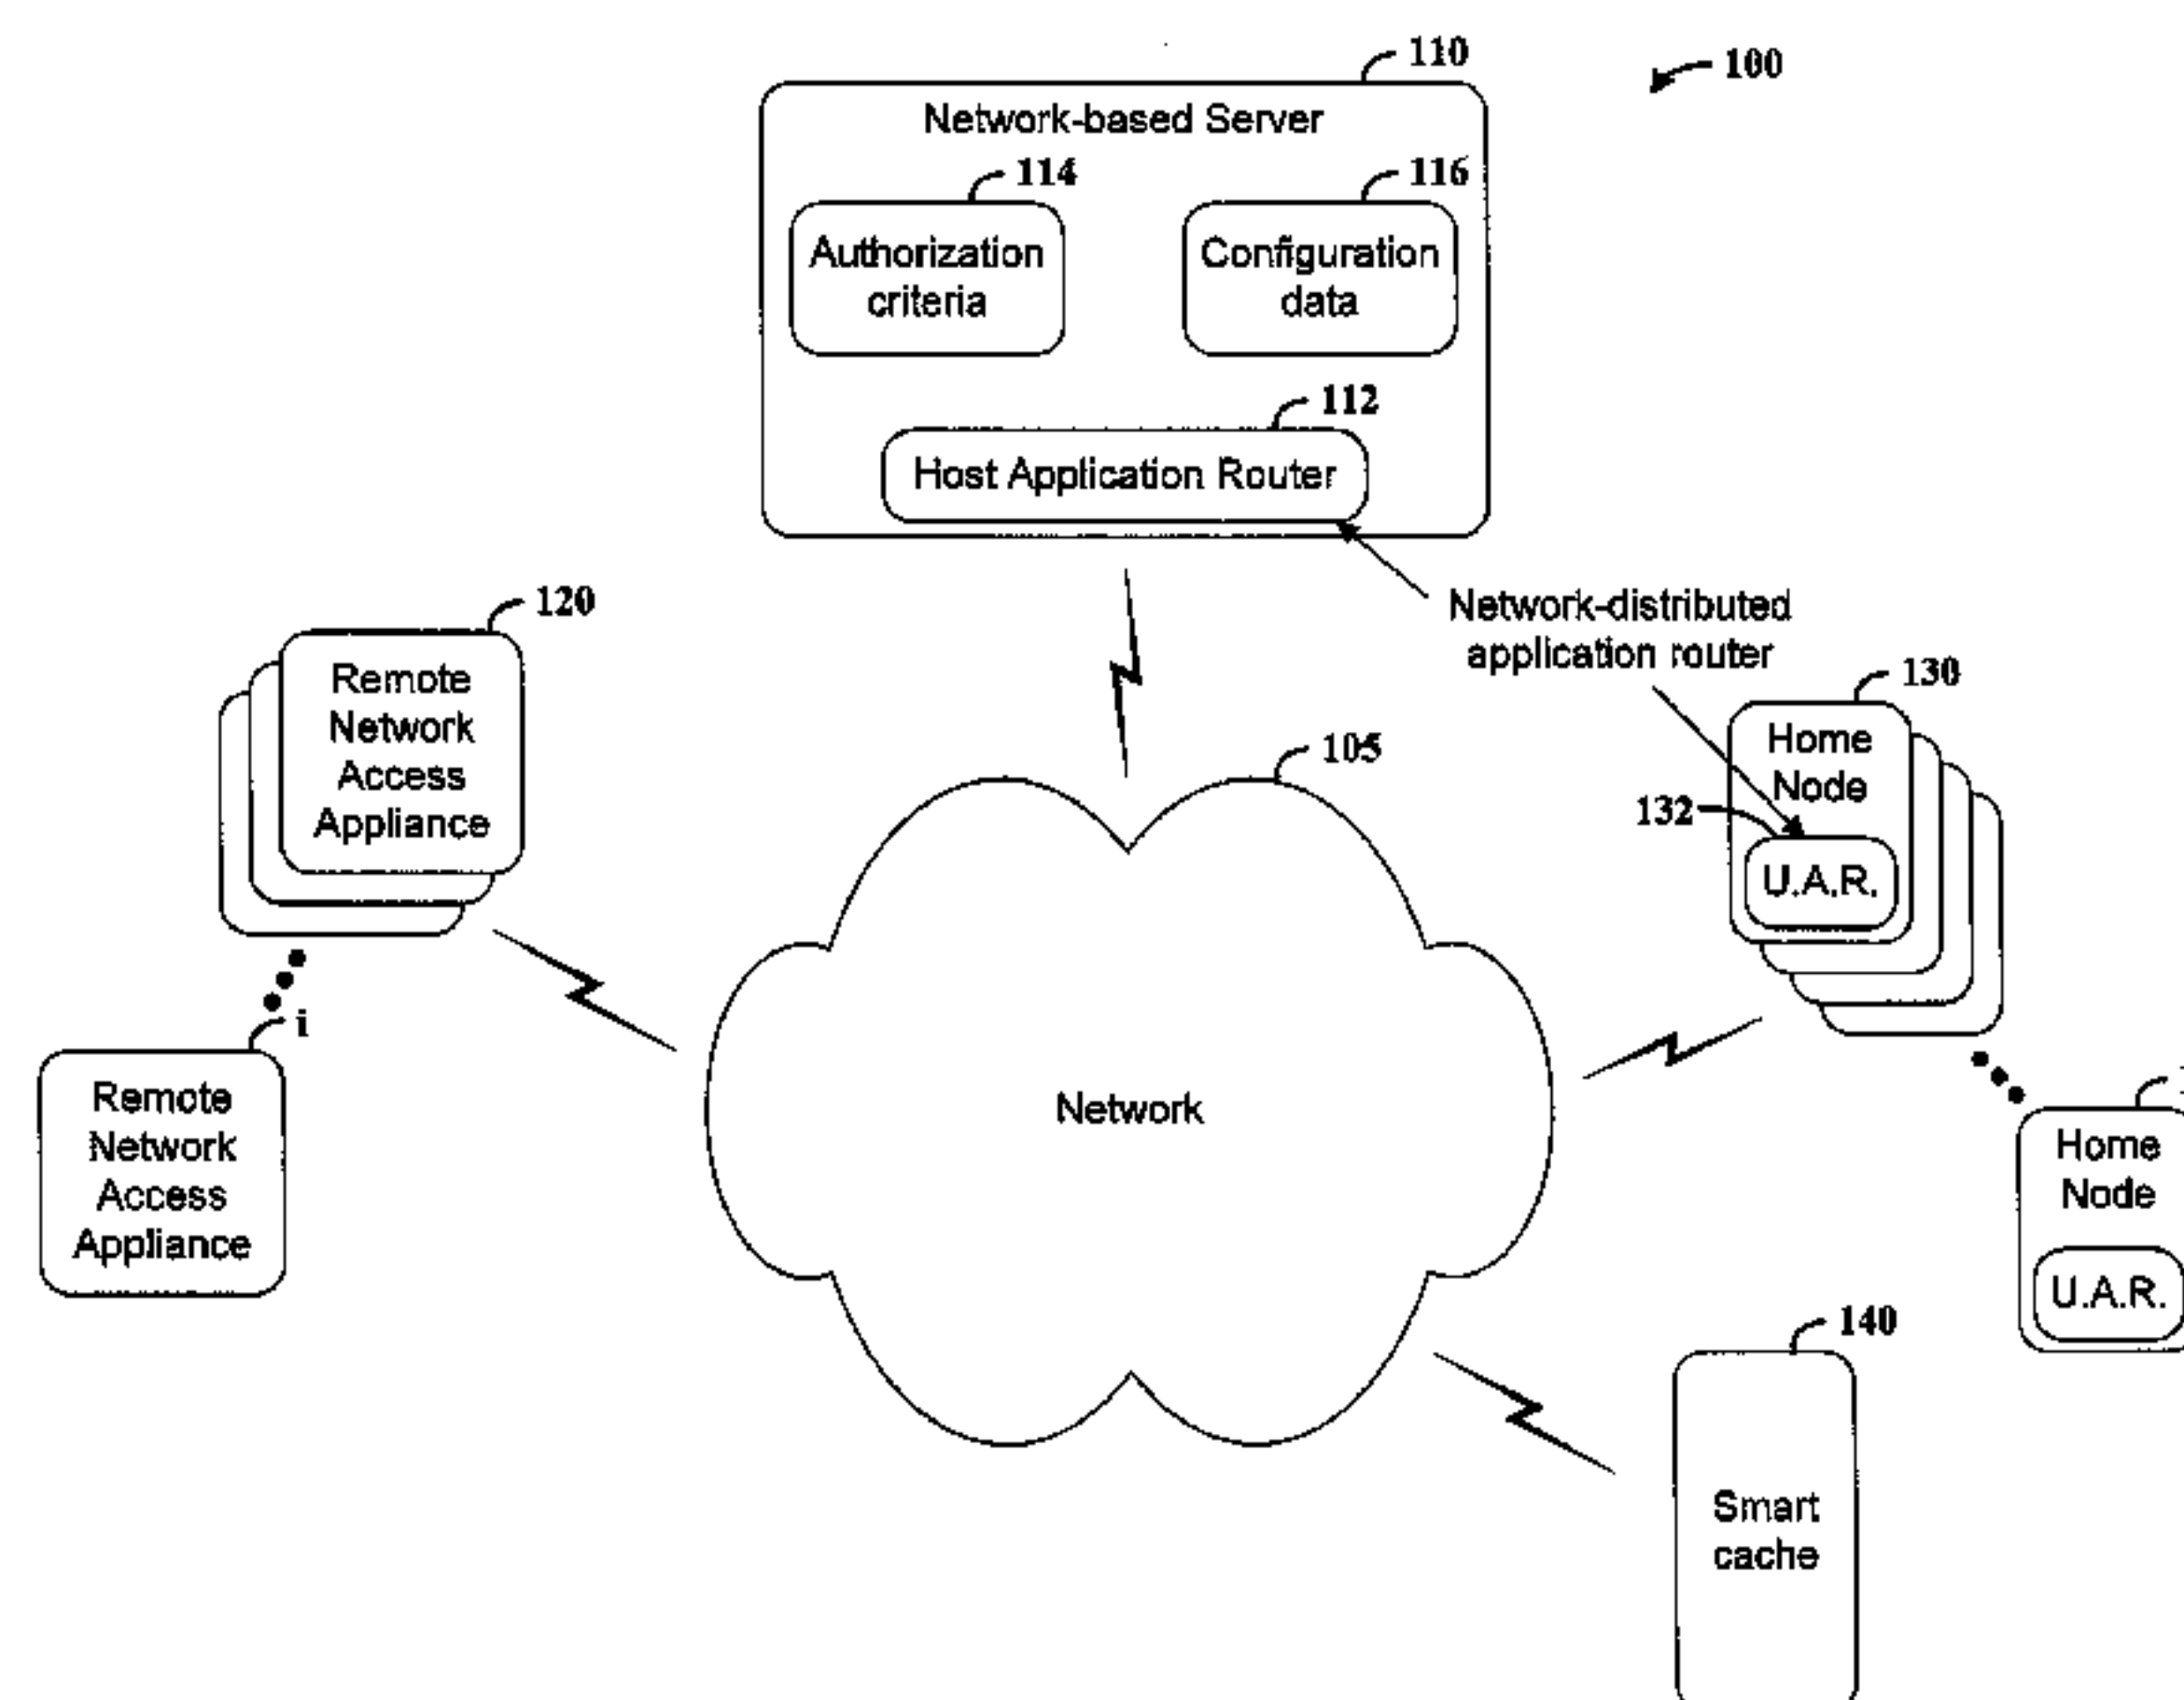 110
100
Network-based Server
114
116
Authorization
criteria
Configuration
data
112
Host Application Router
120
Network-distributed
application router
Remote
Network
Access
Appliance
130
Home
Node
132
U.A.R.
105
i
Remote
Network
Access
Appliance
Network
Home
Node
U.A.R.
140
Smart
cache